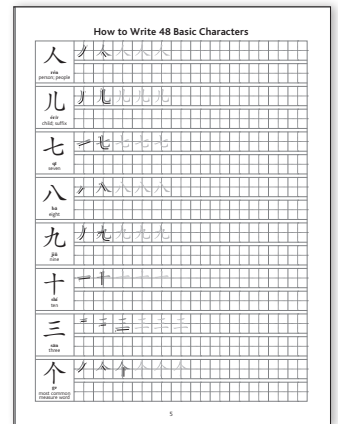 How to Write 48 Basic Characters
人
rén
person; people
儿
ér/r
child; suffix
七
qī
seven
八
bā
eight
九
jiǔ
nine
十
shí
ten
三
sān
three
个
ge
most common
measure word
5